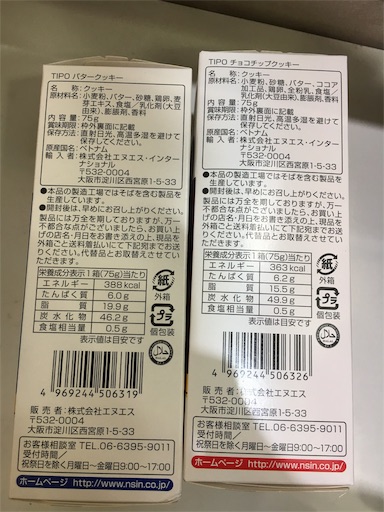 TIPO バタークッキー
名 称: クッキー
原材料名: 小麦粉、バター、砂糖、鶏卵、麦
芽エキス、食塩／乳化剤(大豆
由来)、膨脹剤、香料
内 容 量: 75g
賞味期限: 枠外裏面に記載
保存方法: 直射日光、高温多湿を避けて
保存してください。
原産国名: ベトナム
輸 入 者: 株式会社エヌエス・インター
ナショナル
〒532-0004
大阪市淀川区西宮原1-5-33
●本品の製造工場ではそばを含む製品を
生産しています。
●開封後は、早めにお召し上がりください。
製品には万全を期しておりますが、万一
不都合な点がございましたら、お買い上
げの店名・月日をお書き添えの上、現品を
外箱ごと送料着払いにて下記宛までお送
りください。代替品とお取替えさせてい
ただきます。
栄養成分表示1箱(75g)当たり
エネルギー 388kcal
たんぱく質 6.0g
脂質 19.9g
炭水化物 46.2g
食塩相当量 0.5g
表示値は目安です
紙
外箱
プラ
個包装
HALAL
4 969244 506319
販 売 者: 株式会社エヌエス
〒532-0004
大阪市淀川区西宮原1-5-33
お客様相談室 TEL.06-6395-9011
受付時間／
祝祭日を除く月曜日～金曜日9:00～17:00
ホームページ http://www.nsin.co.jp/
TIPO チョコチップクッキー
名 称: クッキー
原材料名: 小麦粉、砂糖、バター、ココア
加工品、鶏卵、全粉乳、食塩／
乳化剤(大豆由来)、膨脹剤、香料
内 容 量: 75g
賞味期限: 枠外裏面に記載
保存方法: 直射日光、高温多湿を避けて
保存してください。
原産国名: ベトナム
輸 入 者: 株式会社エヌエス・インター
ナショナル
〒532-0004
大阪市淀川区西宮原1-5-33
●本品の製造工場ではそばを含む製品を
生産しています。
●開封後は、早めにお召し上がりください。
製品には万全を期しておりますが、万一
不都合な点がございましたら、お買い上
げの店名・月日をお書き添えの上、現品を
外箱ごと送料着払いにて下記宛までお送
りください。代替品とお取替えさせてい
ただきます。
栄養成分表示1箱(75g)当たり
エネルギー 363kcal
たんぱく質 6.2g
脂質 15.5g
炭水化物 49.9g
食塩相当量 0.5g
表示値は目安です
紙
外箱
プラ
個包装
HALAL
4 969244 506326
販 売 者: 株式会社エヌエス
〒532-0004
大阪市淀川区西宮原1-5-33
お客様相談室 TEL.06-6395-9011
受付時間／
祝祭日を除く月曜日～金曜日9:00～17:00
ホームページ http://www.nsin.co.jp/